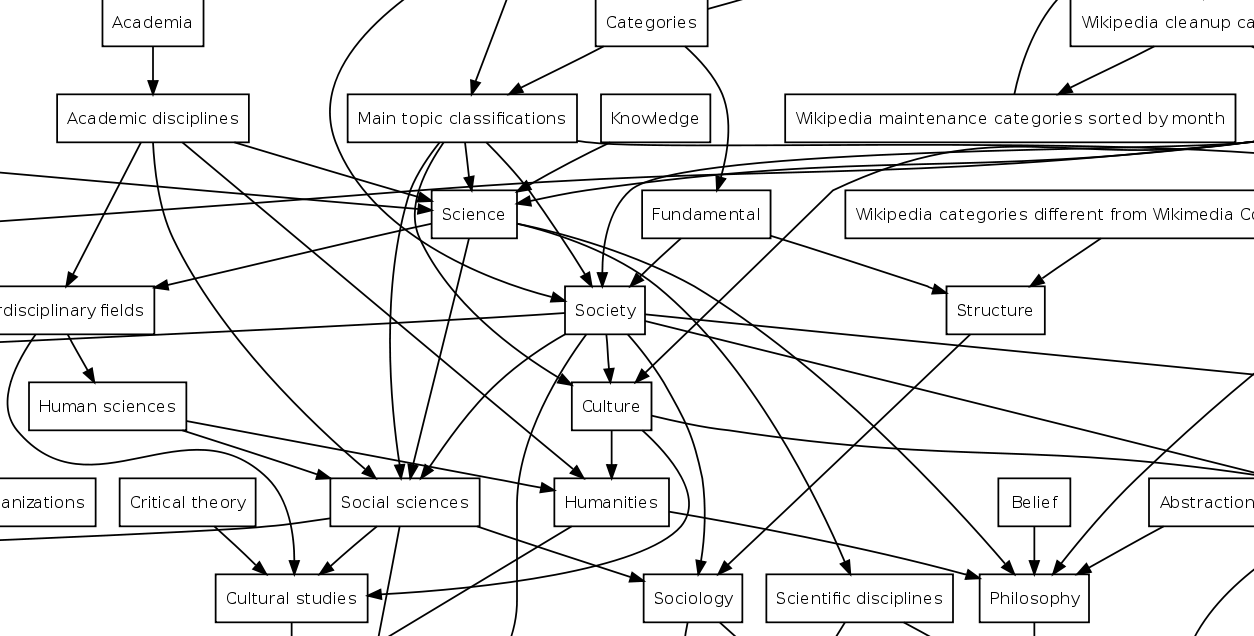 Academia
Categories
Wikipedia cleanup ca
Academic disciplines
Main topic classifications
Knowledge
Wikipedia maintenance categories sorted by month
Science
Fundamental
Wikipedia categories different from Wikimedia Co
rdisciplinary fields
Society
Structure
Human sciences
Culture
anizations
Critical theory
Social sciences
Humanities
Belief
Abstraction
Cultural studies
Sociology
Scientific disciplines
Philosophy